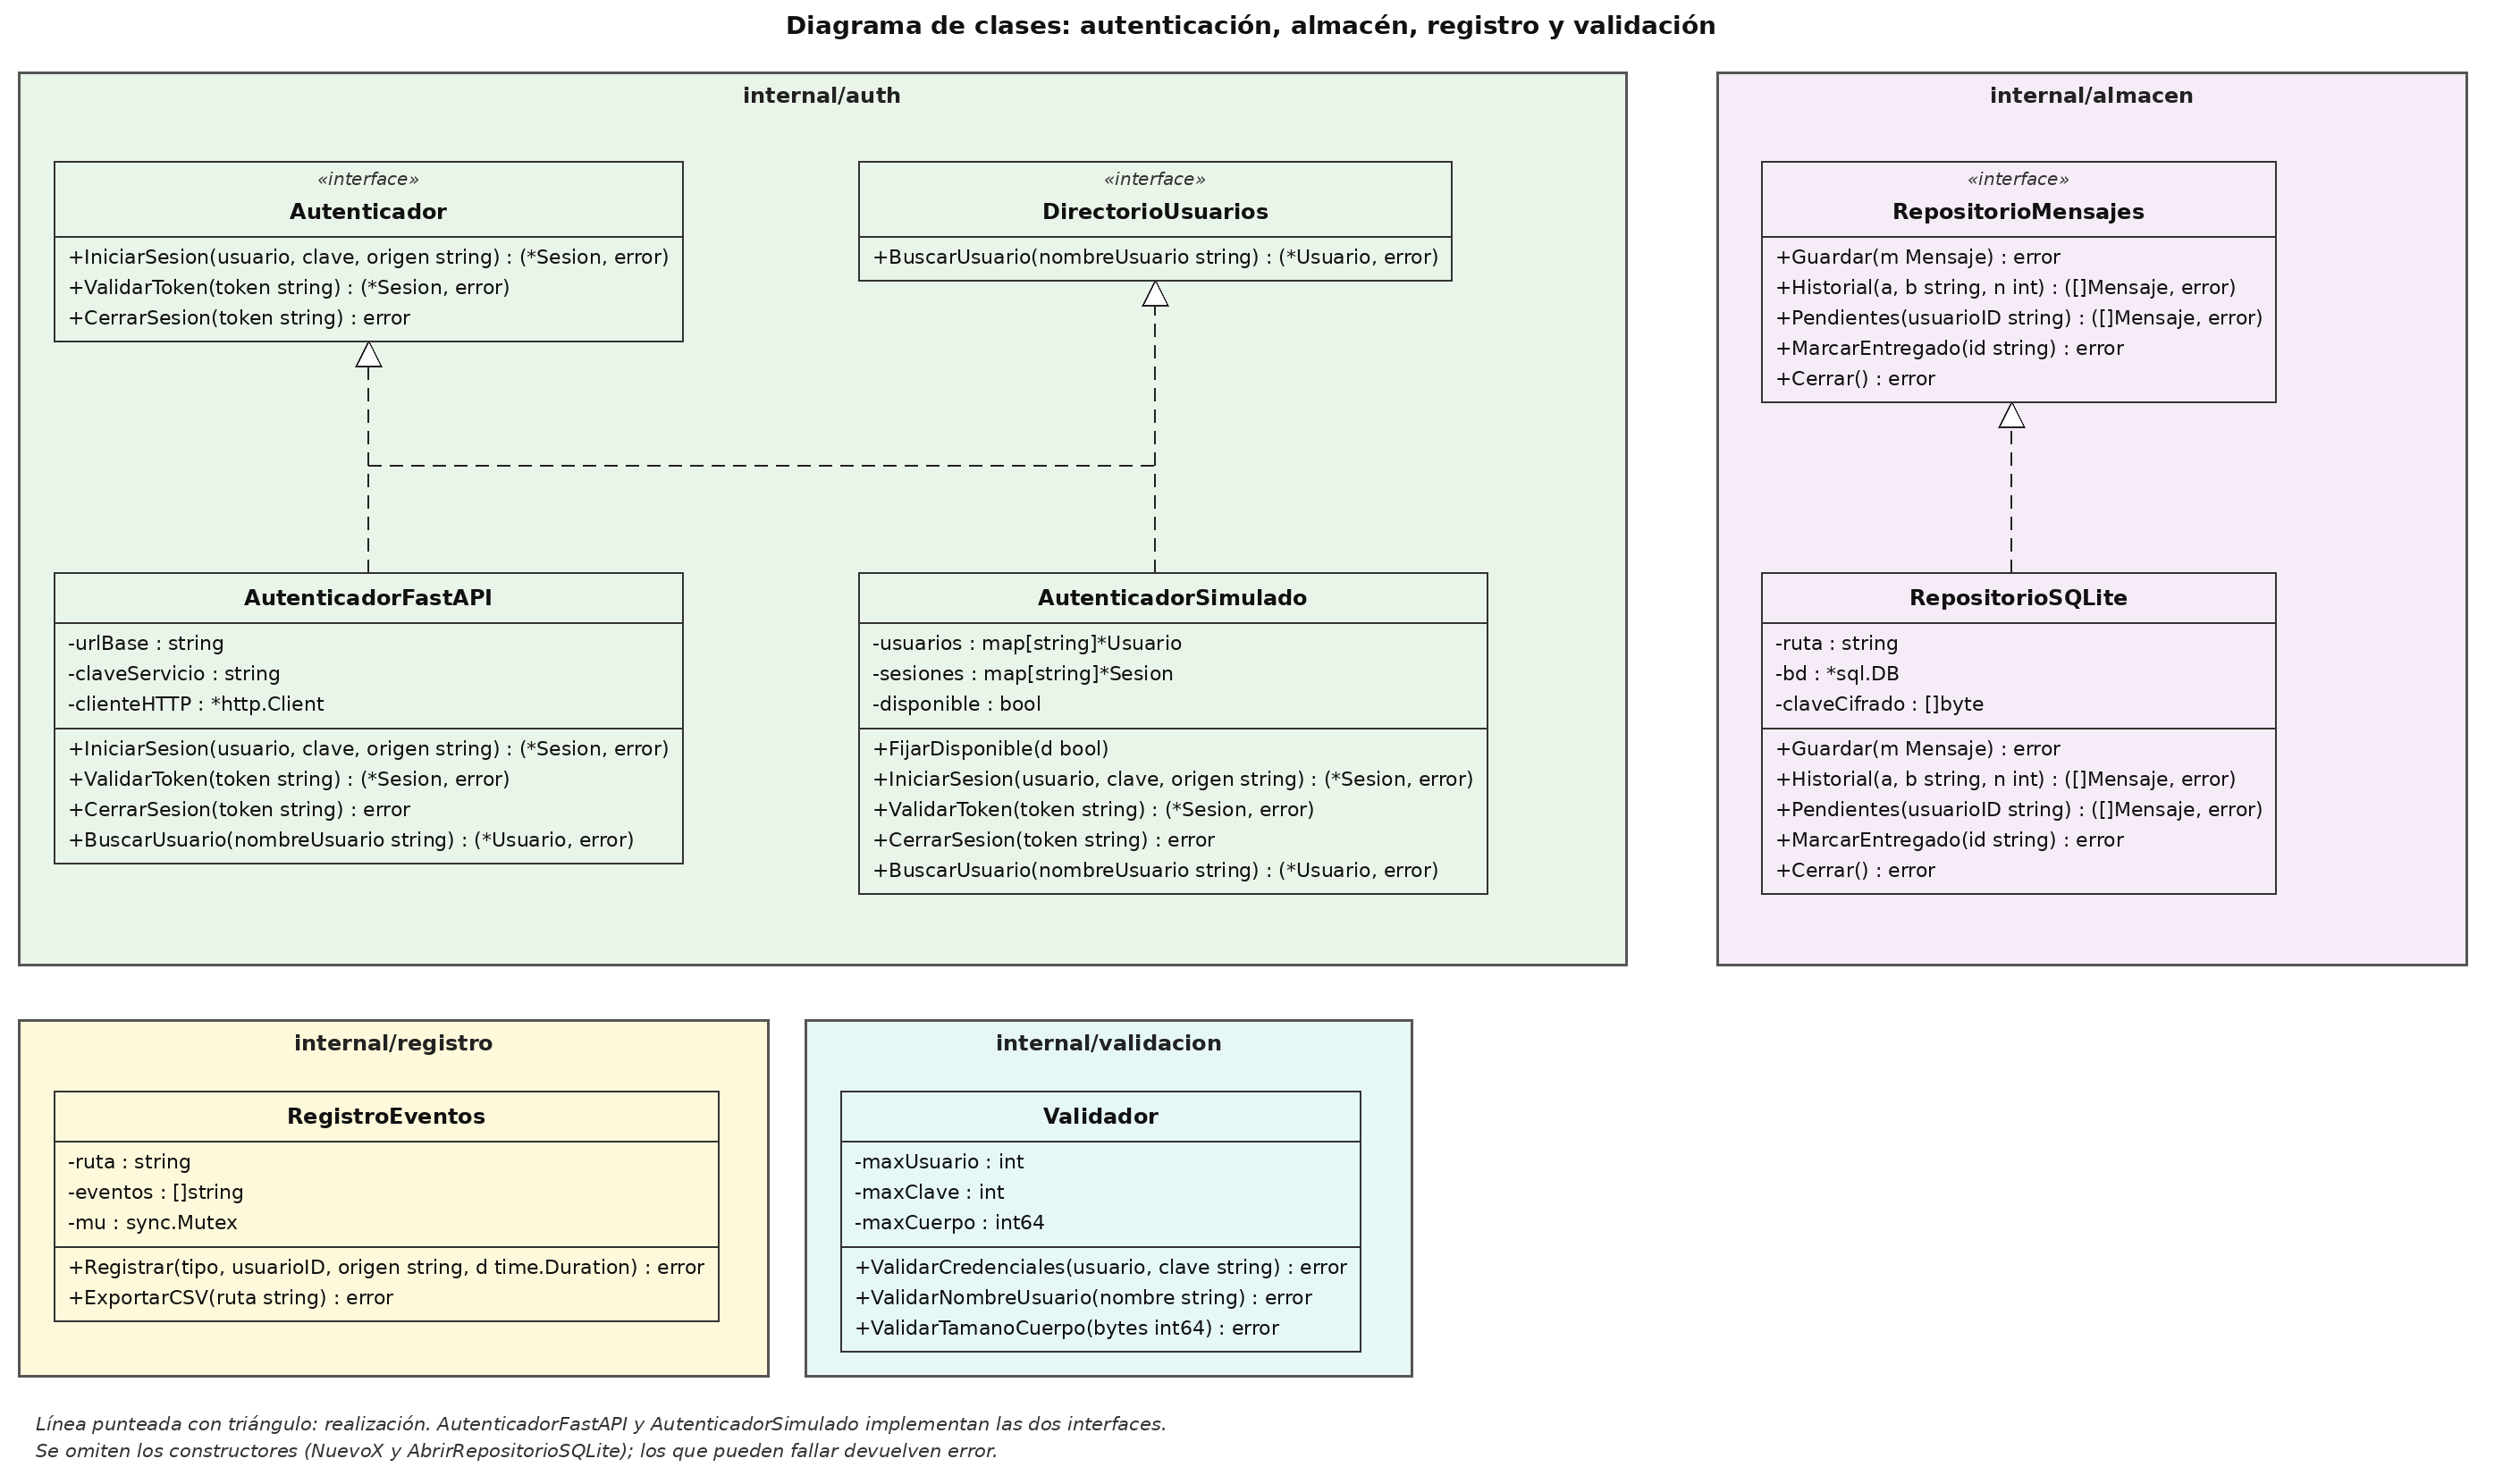 Diagrama de clases: autenticación, almacén, registro y validación
internal/auth
«interface»
Autenticador
+IniciarSesion(usuario, clave, origen string) : (*Sesion, error)
+ValidarToken(token string) : (*Sesion, error)
+CerrarSesion(token string) : error
«interface»
DirectorioUsuarios
+BuscarUsuario(nombreUsuario string) : (*Usuario, error)
AutenticadorFastAPI
-urlBase : string
-claveServicio : string
-clienteHTTP : *http.Client
+IniciarSesion(usuario, clave, origen string) : (*Sesion, error)
+ValidarToken(token string) : (*Sesion, error)
+CerrarSesion(token string) : error
+BuscarUsuario(nombreUsuario string) : (*Usuario, error)
AutenticadorSimulado
-usuarios : map[string]*Usuario
-sesiones : map[string]*Sesion
-disponible : bool
+FijarDisponible(d bool)
+IniciarSesion(usuario, clave, origen string) : (*Sesion, error)
+ValidarToken(token string) : (*Sesion, error)
+CerrarSesion(token string) : error
+BuscarUsuario(nombreUsuario string) : (*Usuario, error)
internal/almacen
«interface»
RepositorioMensajes
+Guardar(m Mensaje) : error
+Historial(a, b string, n int) : ([]Mensaje, error)
+Pendientes(usuarioID string) : ([]Mensaje, error)
+MarcarEntregado(id string) : error
+Cerrar() : error
RepositorioSQLite
-ruta : string
-bd : *sql.DB
-claveCifrado : []byte
+Guardar(m Mensaje) : error
+Historial(a, b string, n int) : ([]Mensaje, error)
+Pendientes(usuarioID string) : ([]Mensaje, error)
+MarcarEntregado(id string) : error
+Cerrar() : error
internal/registro
RegistroEventos
-ruta : string
-eventos : []string
-mu : sync.Mutex
+Registrar(tipo, usuarioID, origen string, d time.Duration) : error
+ExportarCSV(ruta string) : error
internal/validacion
Validador
-maxUsuario : int
-maxClave : int
-maxCuerpo : int64
+ValidarCredenciales(usuario, clave string) : error
+ValidarNombreUsuario(nombre string) : error
+ValidarTamanoCuerpo(bytes int64) : error
Línea punteada con triángulo: realización. AutenticadorFastAPI y AutenticadorSimulado implementan las dos interfaces.
Se omiten los constructores (NuevoX y AbrirRepositorioSQLite); los que pueden fallar devuelven error.